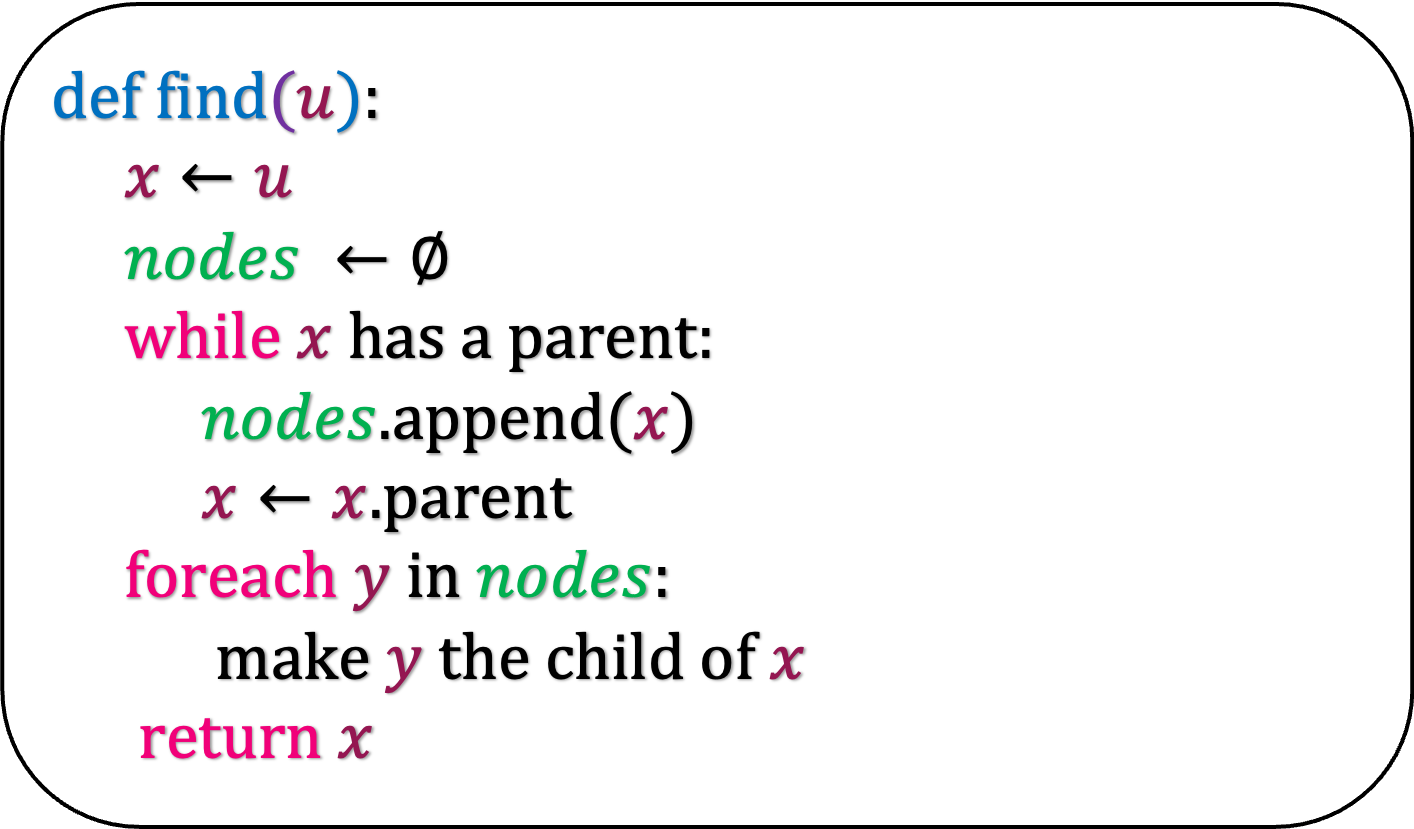 def find(u):
x ← u
nodes ← ∅
while x has a parent:
nodes.append(x)
x ← x.parent
foreach y in nodes:
make y the child of x
return x